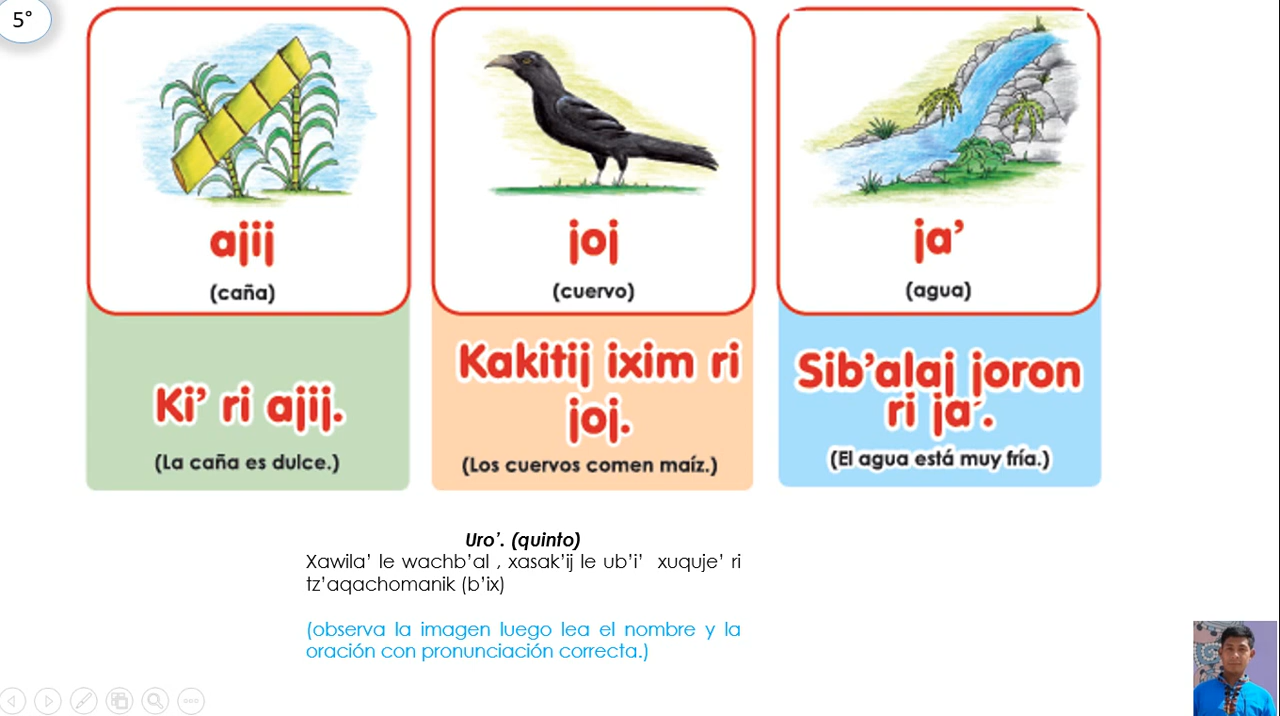 5°
ajij
(caña)
Ki’ ri ajij.
(La caña es dulce.)
joj
(cuervo)
Kakitij ixim ri
joj.
(Los cuervos comen maíz.)
ja’
(agua)
Sib’alaj joron
ri ja’.
(El agua está muy fría.)
Uro’. (quinto)
Xawila’ le wachb’al , xasak’ij le ub’i’ xuquje’ ri
tz’aqachomanik (b’ix)
(observa la imagen luego lea el nombre y la
oración con pronunciación correcta.)